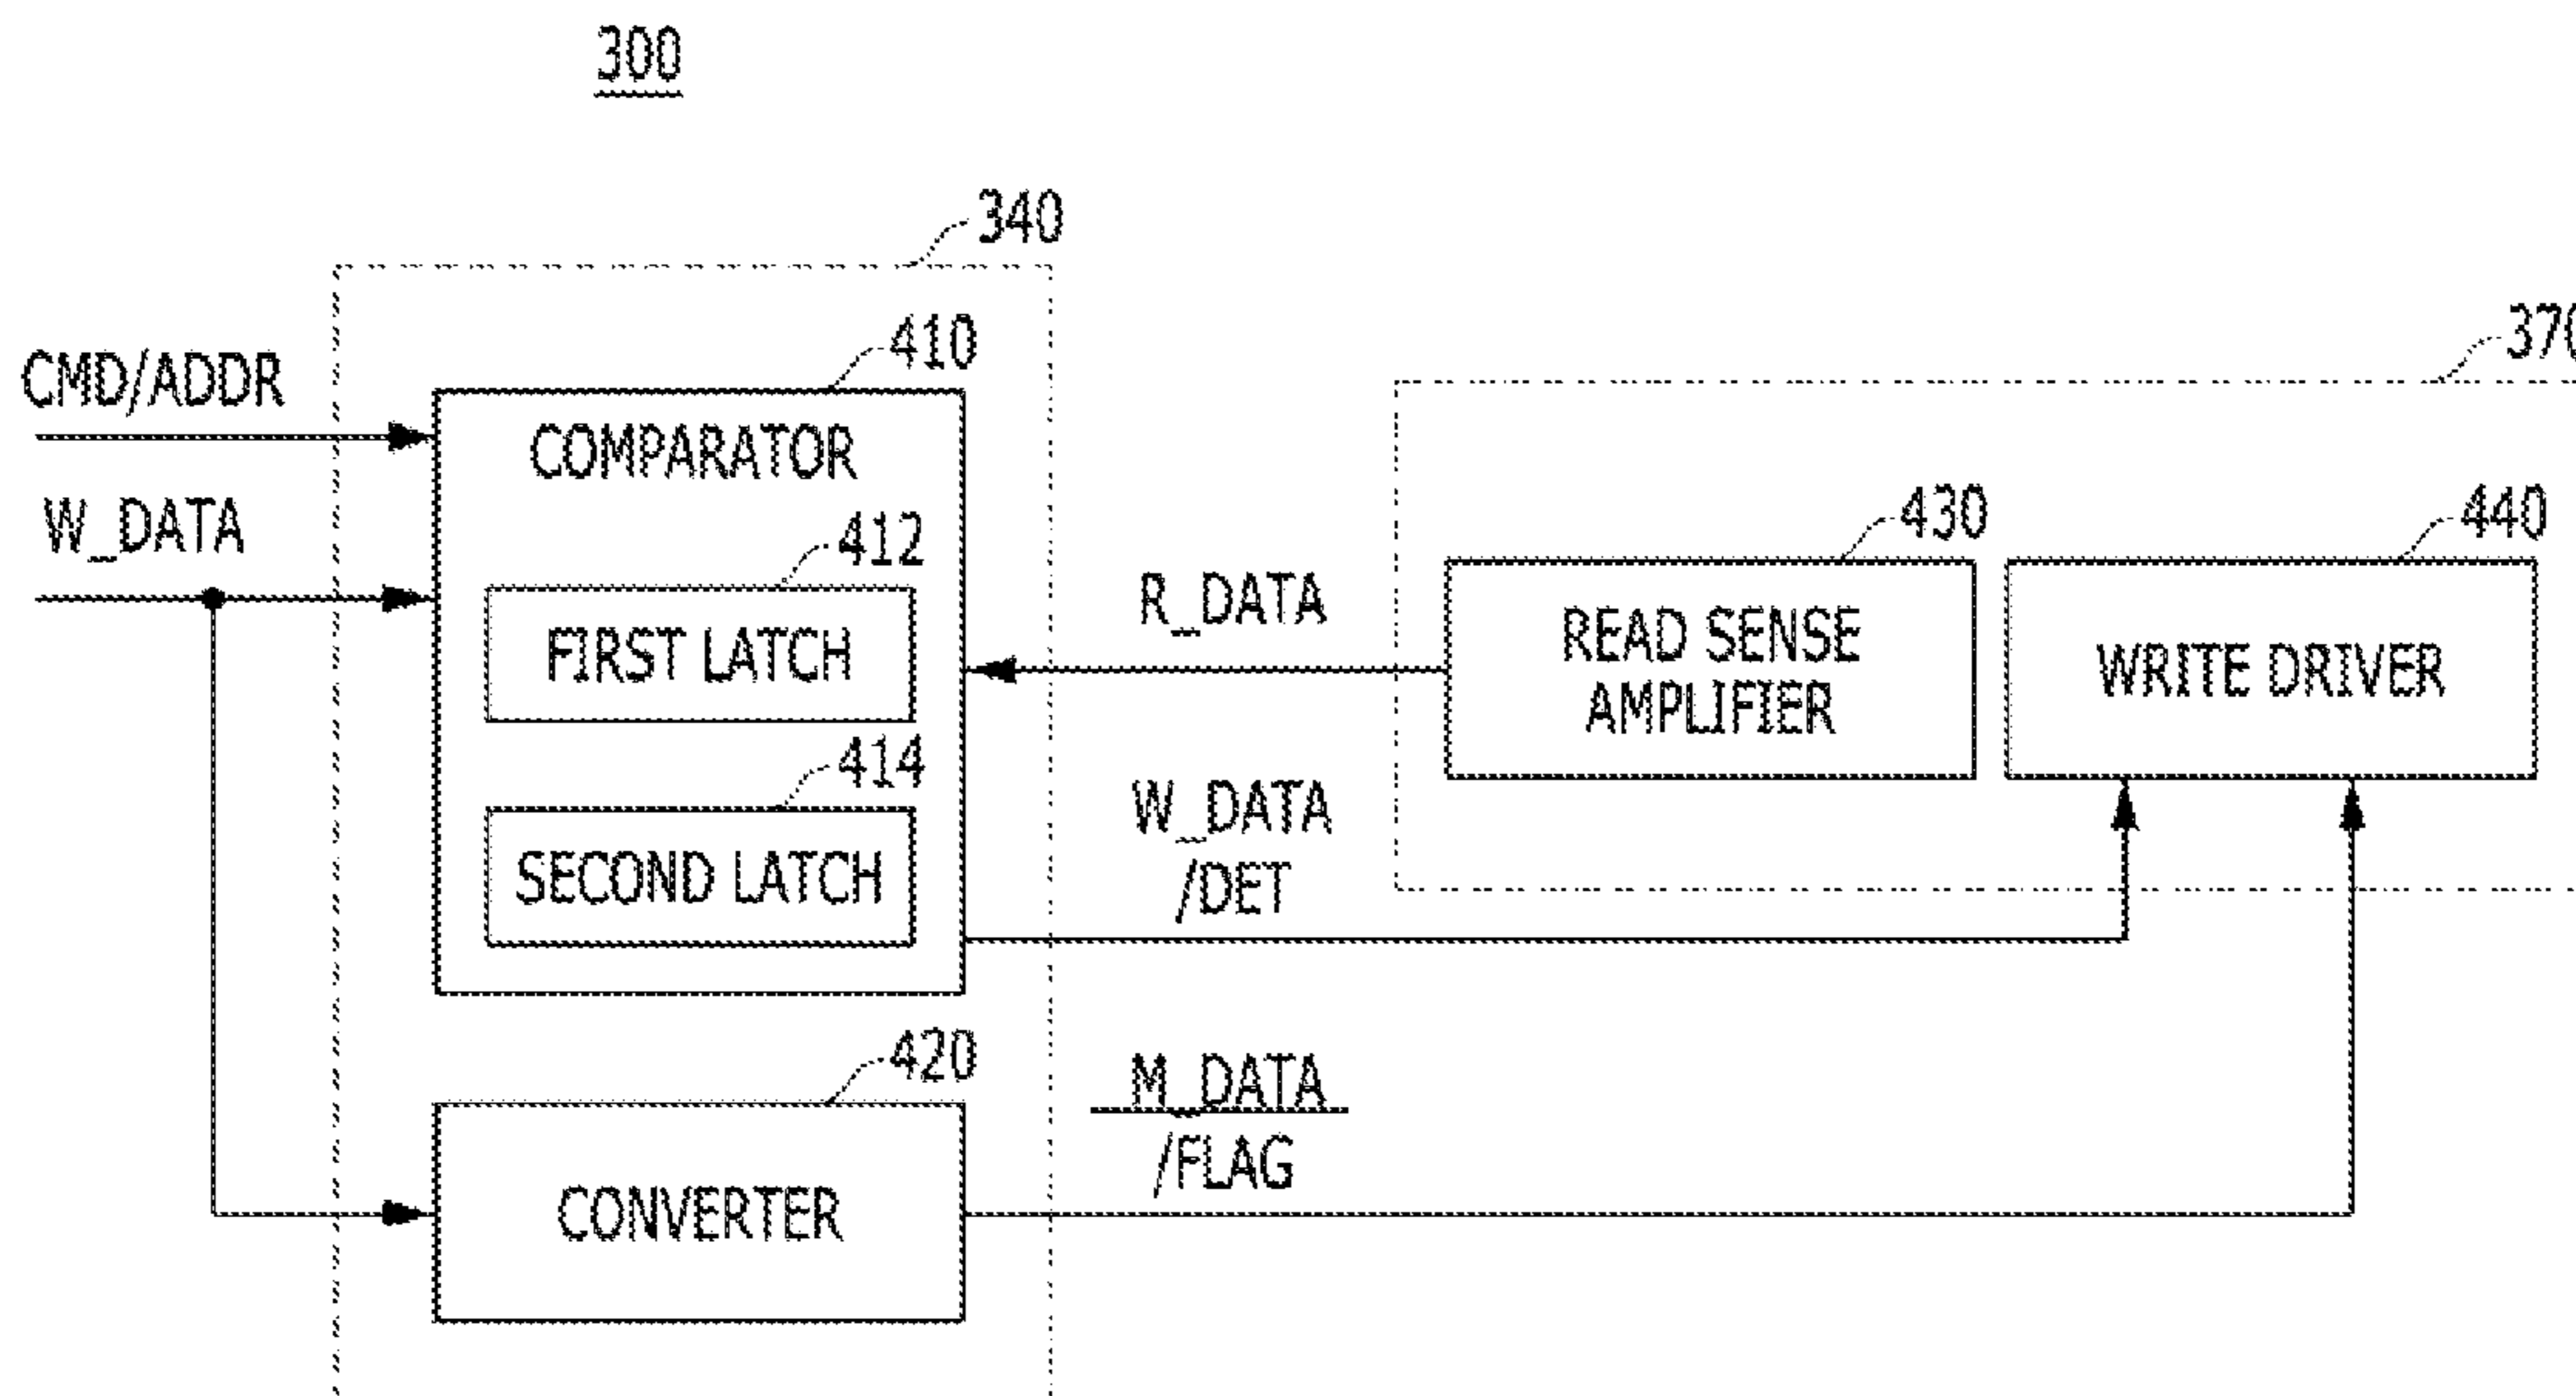 300
340
370
CMD/ADDR
410
COMPARATOR
W_DATA
412
FIRST LATCH
414
SECOND LATCH
R_DATA
430
READ SENSE
AMPLIFIER
440
WRITE DRIVER
W_DATA
/DET
420
CONVERTER
M_DATA
/FLAG